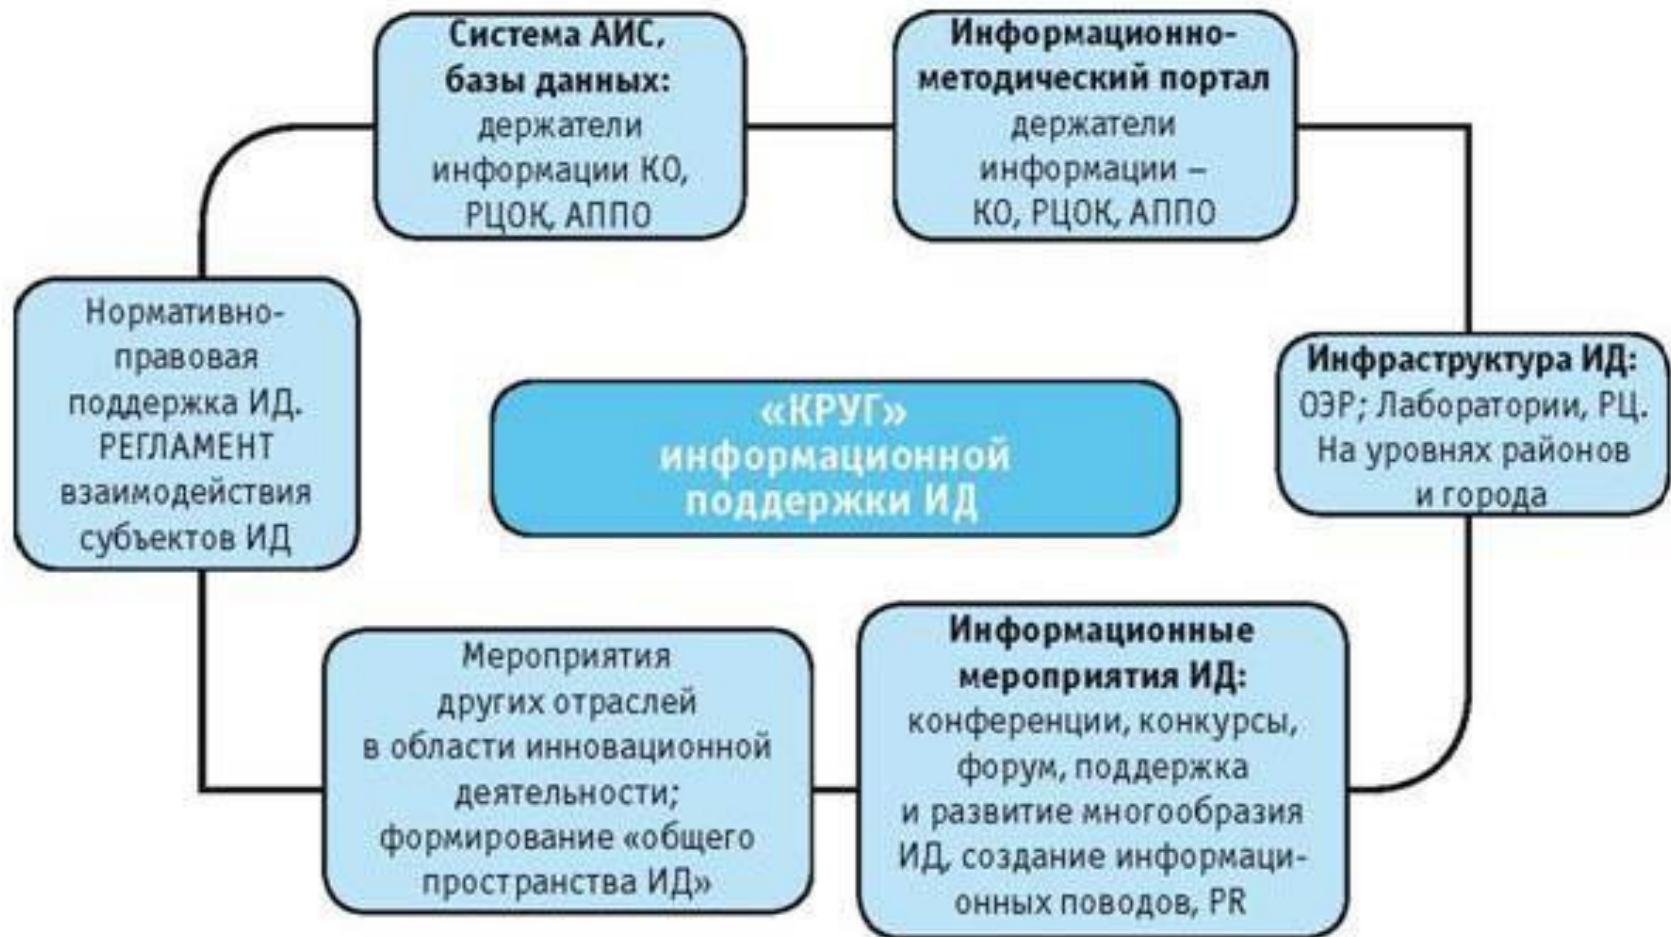 Система АИС,
базы данных:
держатели
информации КО,
РЦОК, АППО
Информационно-
методический портал
держатели
информации –
КО, РЦОК, АППО
Нормативно-
правовая
поддержка ИД.
РЕГЛАМЕНТ
взаимодействия
субъектов ИД
«КРУГ»
информационной
поддержки ИД
Инфраструктура ИД:
ОЭР; Лаборатории, РЦ.
На уровнях районов
и города
Мероприятия
других отраслей
в области инновационной
деятельности;
формирование «общего
пространства ИД»
Информационные
мероприятия ИД:
конференции, конкурсы,
форум, поддержка
и развитие многообразия
ИД, создание информаци-
онных поводов, PR